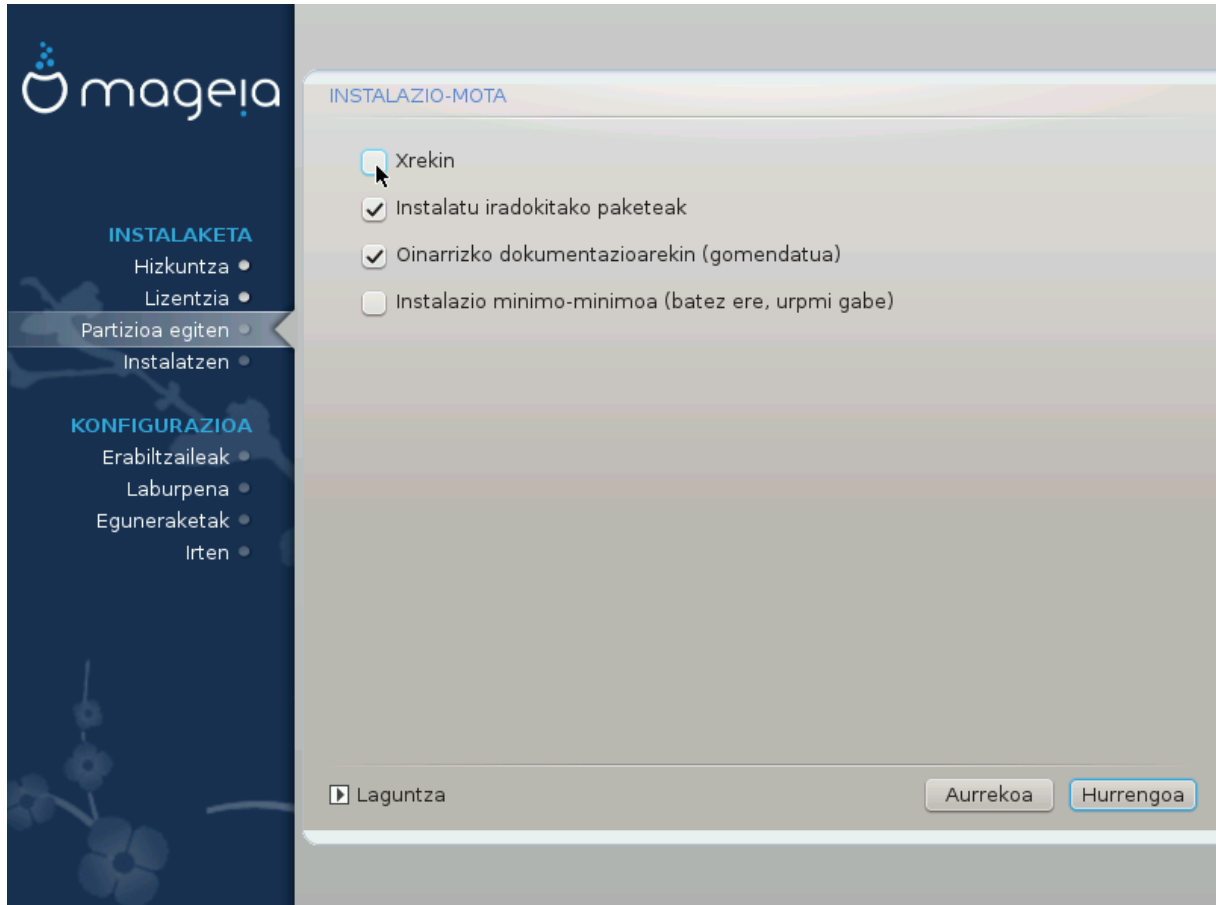 mageia
INSTALAKETA
Hizkuntza
Lizentzia
Partizioa egiten
Instalatzen
KONFIGURAZIOA
Erabiltzaileak
Laburpena
Eguneraketak
Irten
INSTALAZIO-MOTA
Xrekin
Instalatu iradokitako paketeak
Oinarrizko dokumentazioarekin (gomendatua)
Instalazio minimo-minimoa (batez ere, urpmi gabe)
Laguntza
Aurrekoa
Hurrengoa